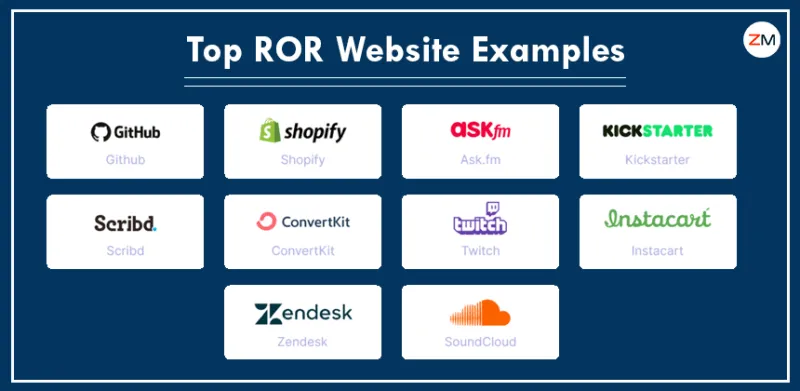 Top ROR Website Examples
ZM
GitHub
Github
shopify
Shopify
ASKfm
Ask.fm
KICKSTARTER
Kickstarter
Scribd.
Scribd
ConvertKit
ConvertKit
twitch
Twitch
Instacart
Instacart
Zendesk
Zendesk
SoundCloud